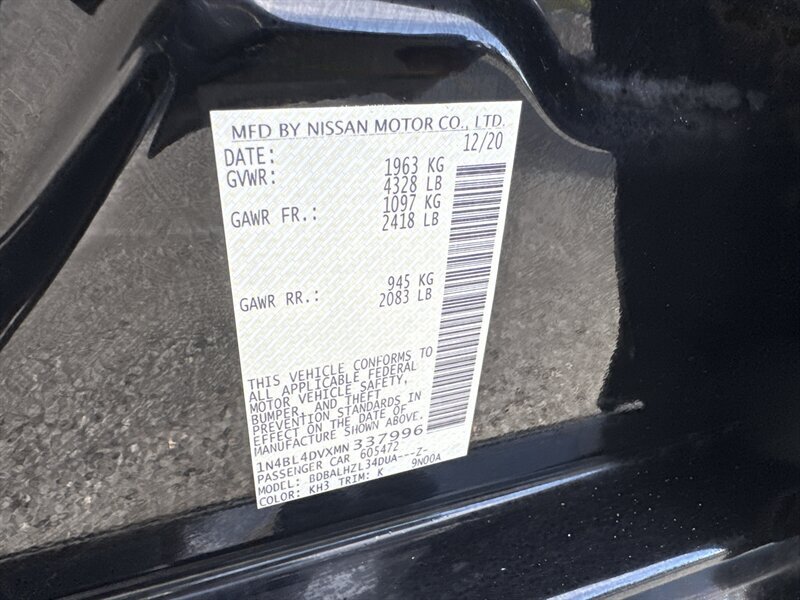 MFD BY NISSAN MOTOR CO., LTD.
DATE: 12/20
GVWR: 1963 KG
4328 LB
GAWR FR.: 1097 KG
2418 LB
GAWR RR.: 945 KG
2083 LB
THIS VEHICLE CONFORMS TO
ALL APPLICABLE FEDERAL
MOTOR VEHICLE SAFETY,
BUMPER, AND THEFT
PREVENTION STANDARDS IN
EFFECT ON THE DATE OF
MANUFACTURE SHOWN ABOVE.
1N4BL4DVXMN337996
PASSENGER CAR 605472
MODEL: BDBALHZL34DUA---Z-
COLOR: KH3 TRIM: K 9N00A